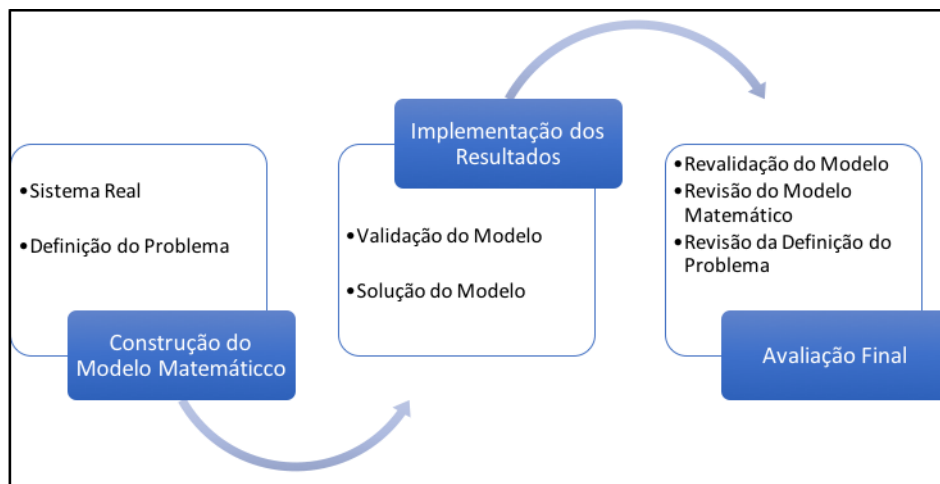 •Sistema Real
•Definição do Problema
Construção do
Modelo Matemáticco
Implementação dos
Resultados
•Validação do Modelo
•Solução do Modelo
•Revalidação do Modelo
•Revisão do Modelo
Matemático
•Revisão da Definição do
Problema
Avaliação Final